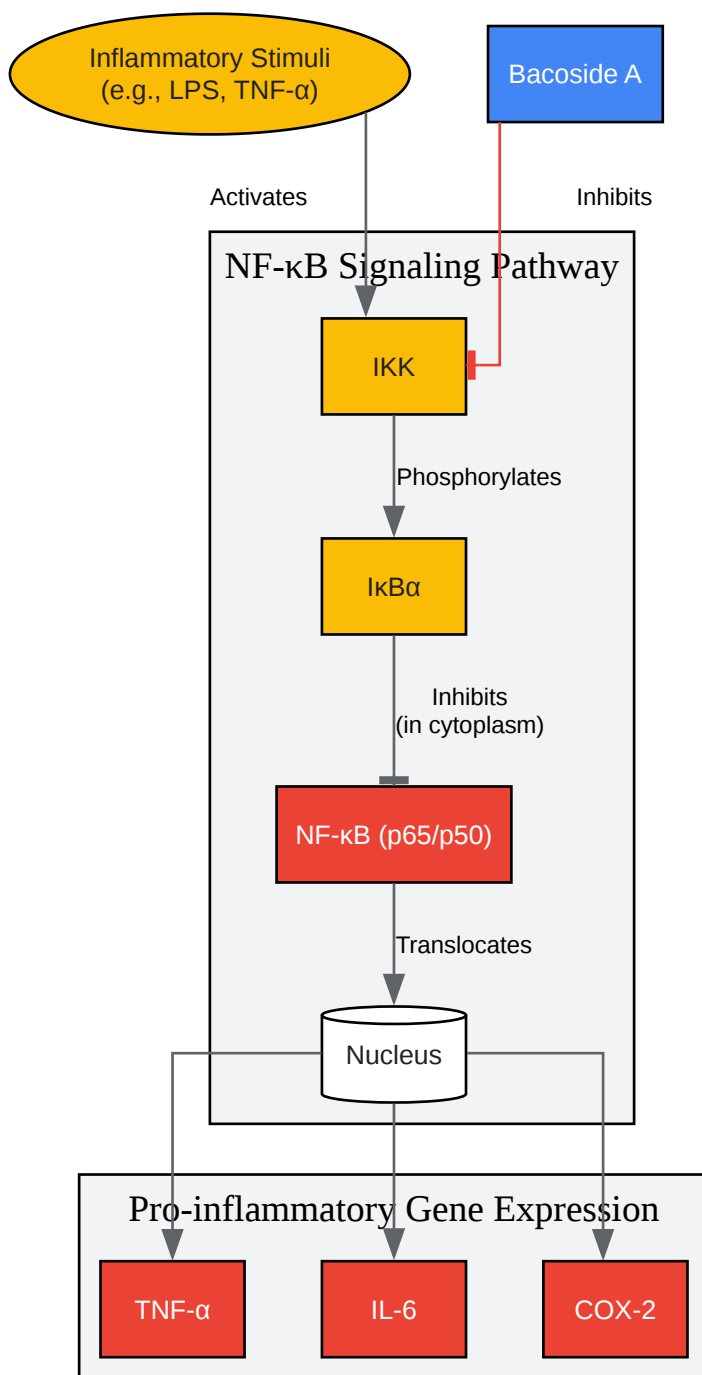 Inflammatory Stimuli
(e.g., LPS, TNF-α)
Bacoside A
Activates
Inhibits
NF-κB Signaling Pathway
IKK
Phosphorylates
IκBα
Inhibits
(in cytoplasm)
NF-κB (p65/p50)
Translocates
Nucleus
Pro-inflammatory Gene Expression
TNF-α
IL-6
COX-2